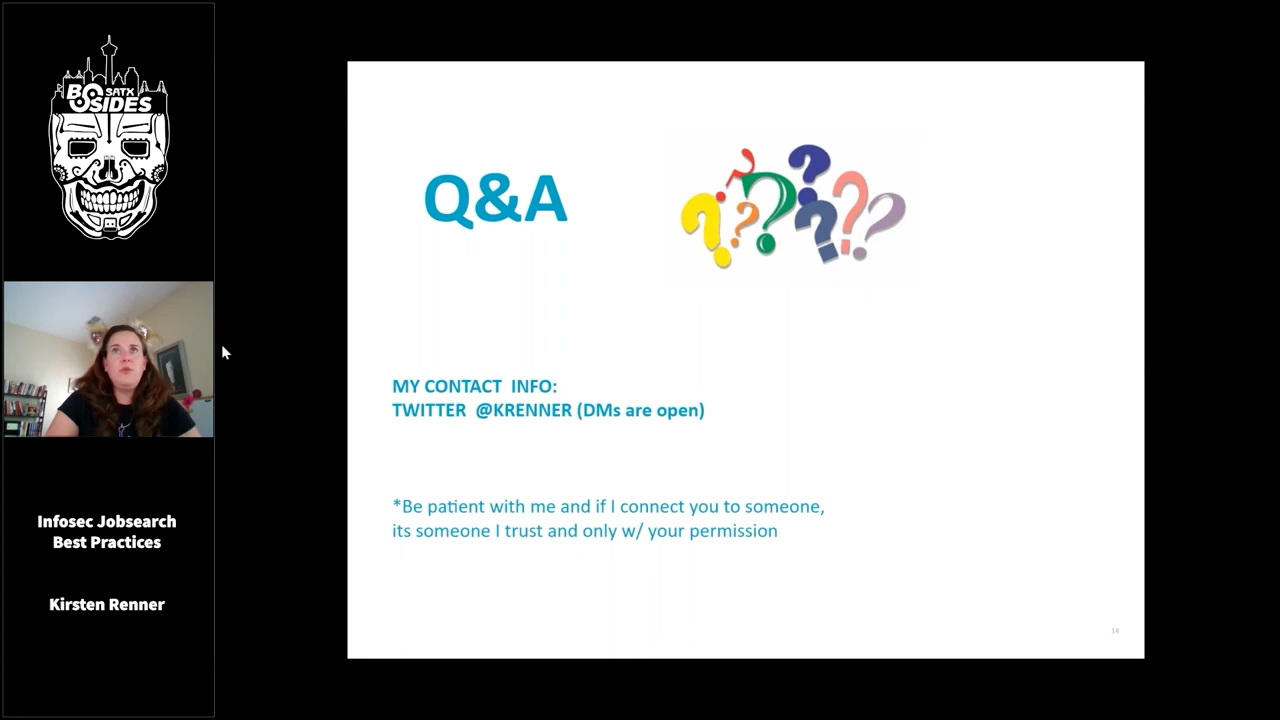 BSIDES
SATX
Infosec Jobsearch
Best Practices
Kirsten Renner
Q&A
MY CONTACT  INFO:
TWITTER  @KRENNER (DMs are open)
*Be patient with me and if I connect you to someone,
its someone I trust and only w/ your permission
14